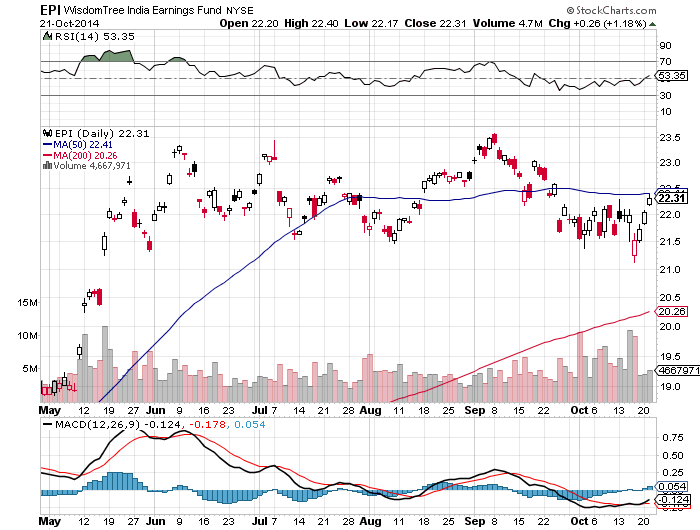 EPI WisdomTree India Earnings Fund NYSE © StockCharts.com
21-Oct-2014 Open 22.20 High 22.40 Low 22.17 Close 22.31 Volume 4.7M Chg +0.26 (+1.18%)
RSI(14) 53.35
90
70
53.35
30
10
EPI (Daily) 22.31
MA(50) 22.41
MA(200) 20.26
Volume 4,667,971
23.5
23.0
22.5
22.31
22.0
21.5
21.0
20.5
20.26
20.0
19.5
19.0
15M
10M
5M
4667971
May 12 19 27 Jun 9 16 23 Jul 7 14 21 28 Aug 11 18 25 Sep 8 15 22 Oct 6 13 20
MACD(12,26,9) -0.124, -0.178, 0.054
0.75
0.50
0.25
0.054
-0.124
May 12 19 27 Jun 9 16 23 Jul 7 14 21 28 Aug 11 18 25 Sep 8 15 22 Oct 6 13 20